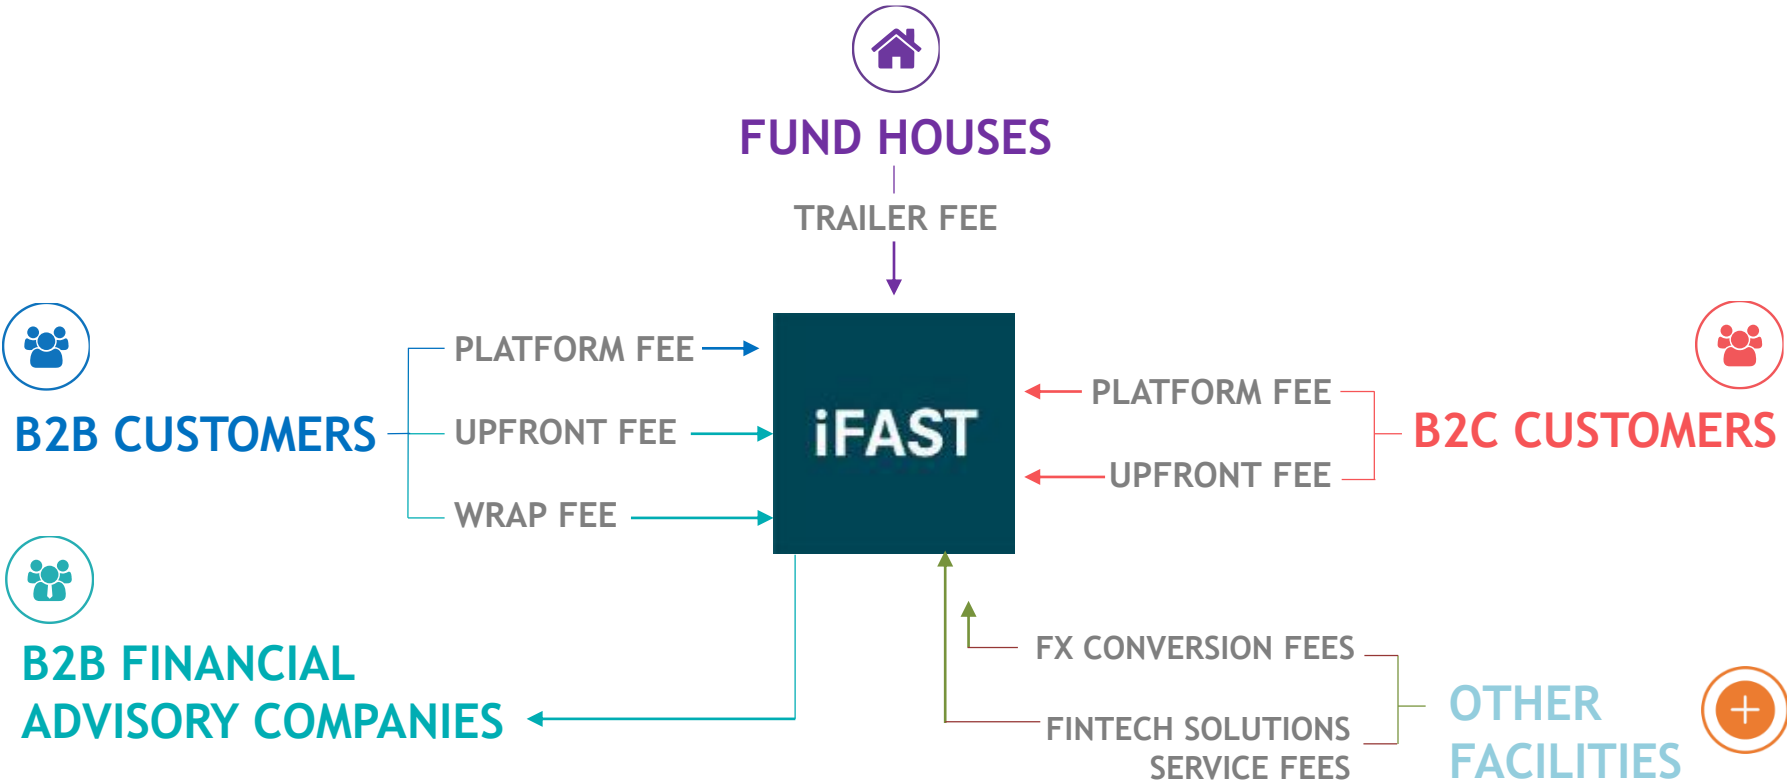 FUND HOUSES
TRAILER FEE
PLATFORM FEE
UPFRONT FEE
WRAP FEE
B2B CUSTOMERS
iFAST
PLATFORM FEE
UPFRONT FEE
B2C CUSTOMERS
B2B FINANCIAL
ADVISORY COMPANIES
FX CONVERSION FEES
FINTECH SOLUTIONS
SERVICE FEES
OTHER
FACILITIES